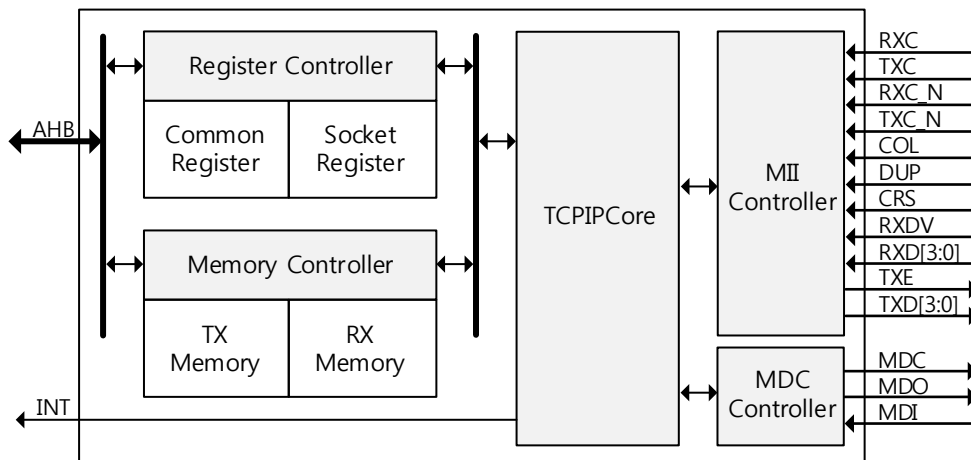 AHB
INT
Register Controller
Common
Register
Socket
Register
Memory Controller
TX
Memory
RX
Memory
TCPIPCore
MII
Controller
MDC
Controller
RXC
TXC
RXC_N
TXC_N
COL
DUP
CRS
RXDV
RXD[3:0]
TXE
TXD[3:0]
MDC
MDO
MDI